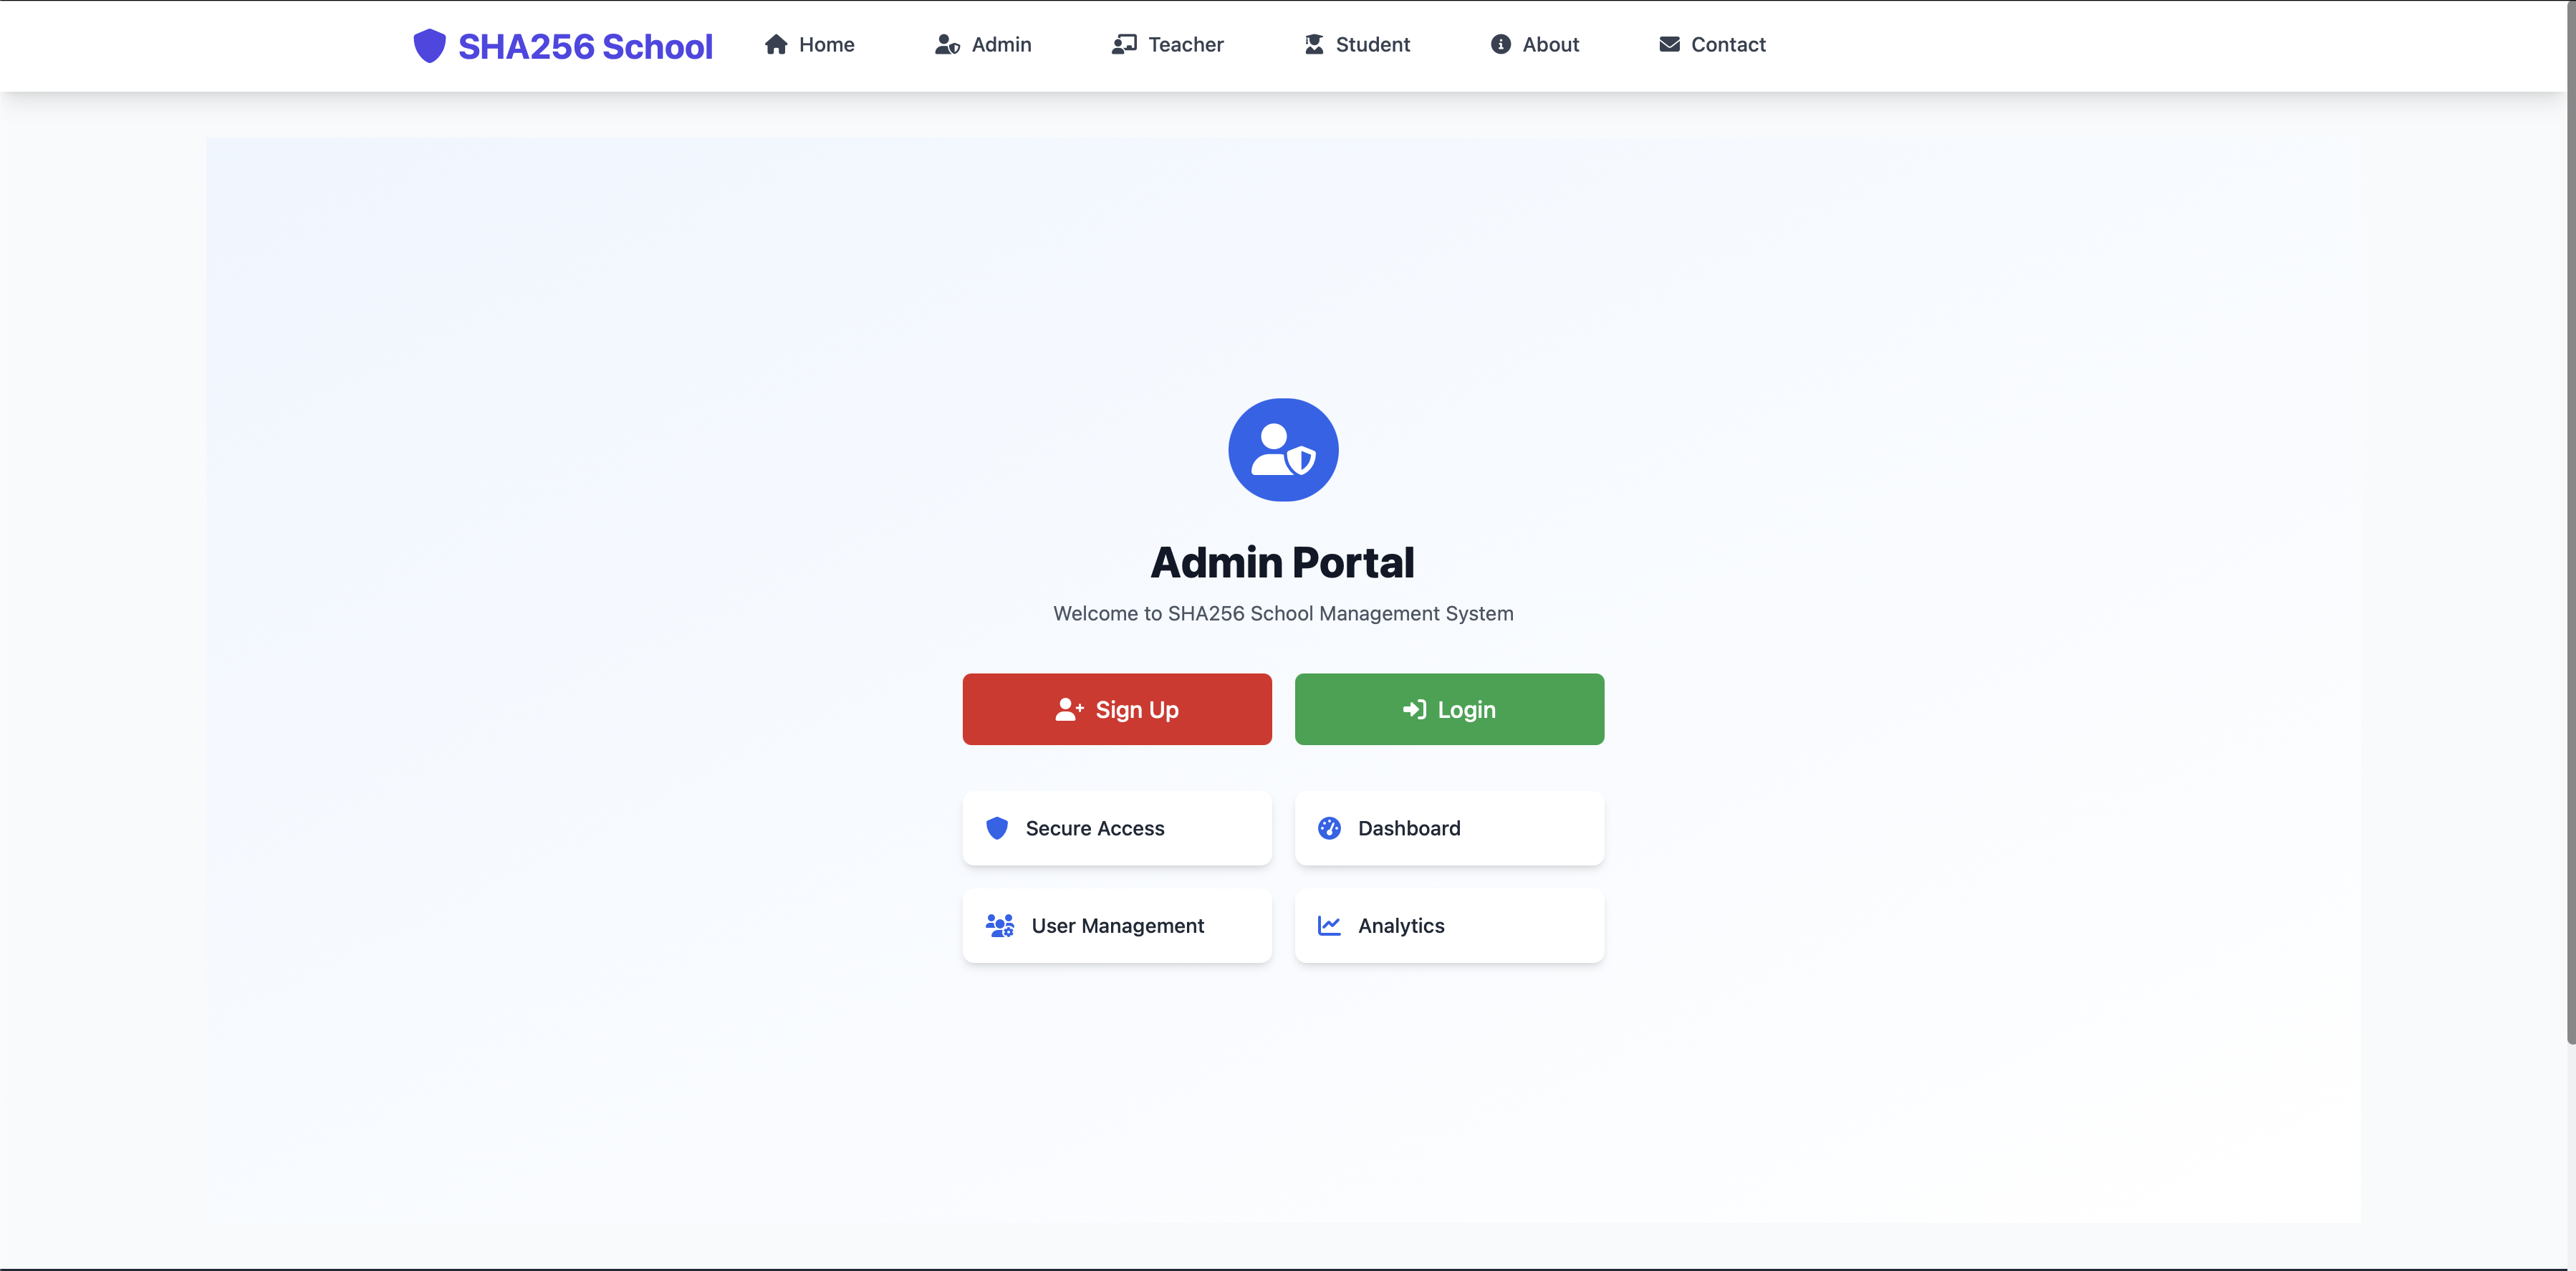 SHA256 School Home Admin Teacher Student About Contact
Admin Portal
Welcome to SHA256 School Management System
Sign Up Login
Secure Access Dashboard
User Management Analytics